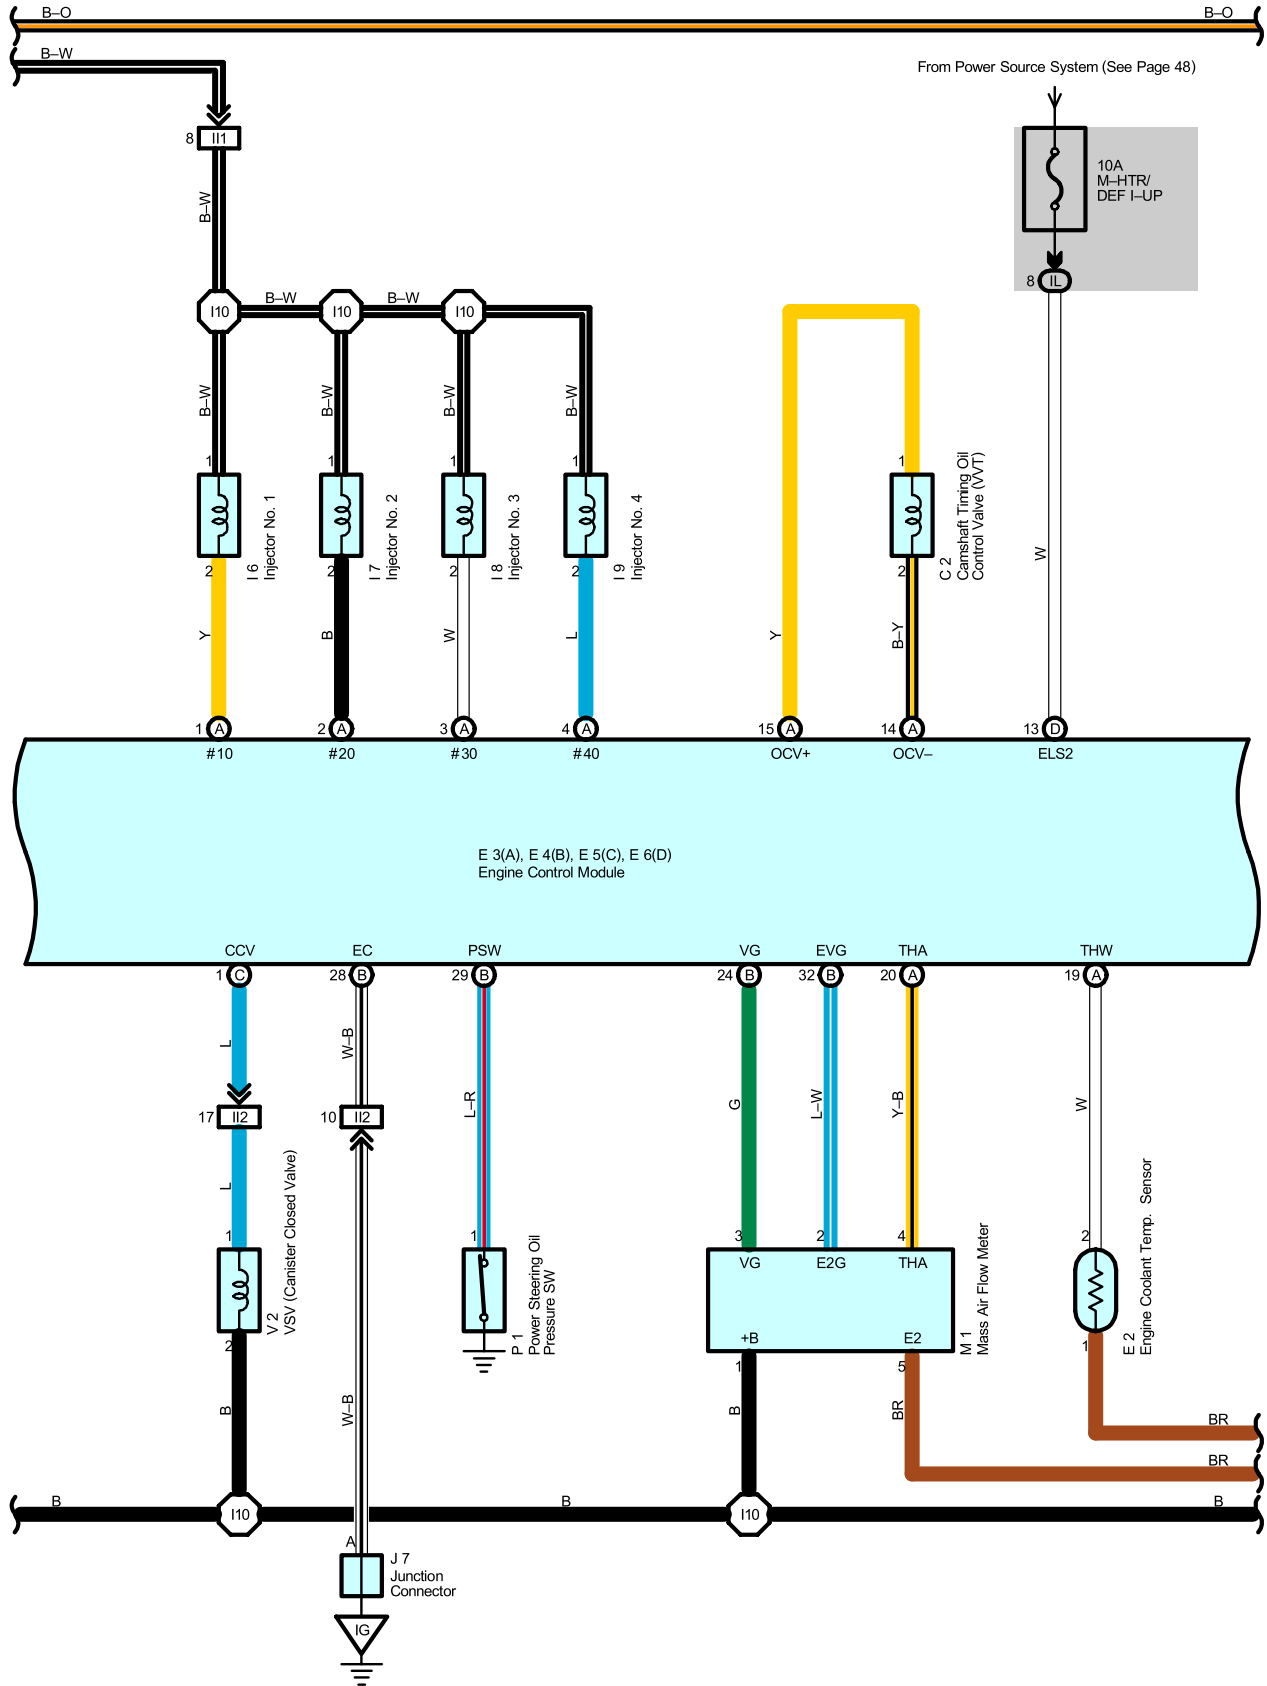 B–O B–O
B–W
From Power Source System (See Page 48)
8 II1
10A
M–HTR/
DEF I–UP
B–W
8 IL
I10 B–W I10 B–W I10
B–W B–W B–W B–W
1 1 1 1 1
I 6
Injector No. 1
I 7
Injector No. 2
I 8
Injector No. 3
I 9
Injector No. 4
C 2
Camshaft Timing Oil
Control Valve (VVT)
2 2 2 2 2
Y B W L Y B–Y W
1 A 2 A 3 A 4 A 15 A 14 A 13 D
#10 #20 #30 #40 OCV+ OCV– ELS2
E 3(A), E 4(B), E 5(C), E 6(D)
Engine Control Module
CCV EC PSW VG EVG THA THW
1 C 28 B 29 B 24 B 32 B 20 A 19 A
L W–B L–R G L–W Y–B W
17 II2 10 II2
L
1 1 3 2 4 2
V 2
VSV (Canister Closed Valve)
P 1
Power Steering Oil
Pressure SW
VG E2G THA
+B E2
M 1
Mass Air Flow Meter
E 2
Engine Coolant Temp. Sensor
2 1 5 1
B W–B B BR BR
BR
B I10 B I10 B
A
J 7
Junction
Connector
IG